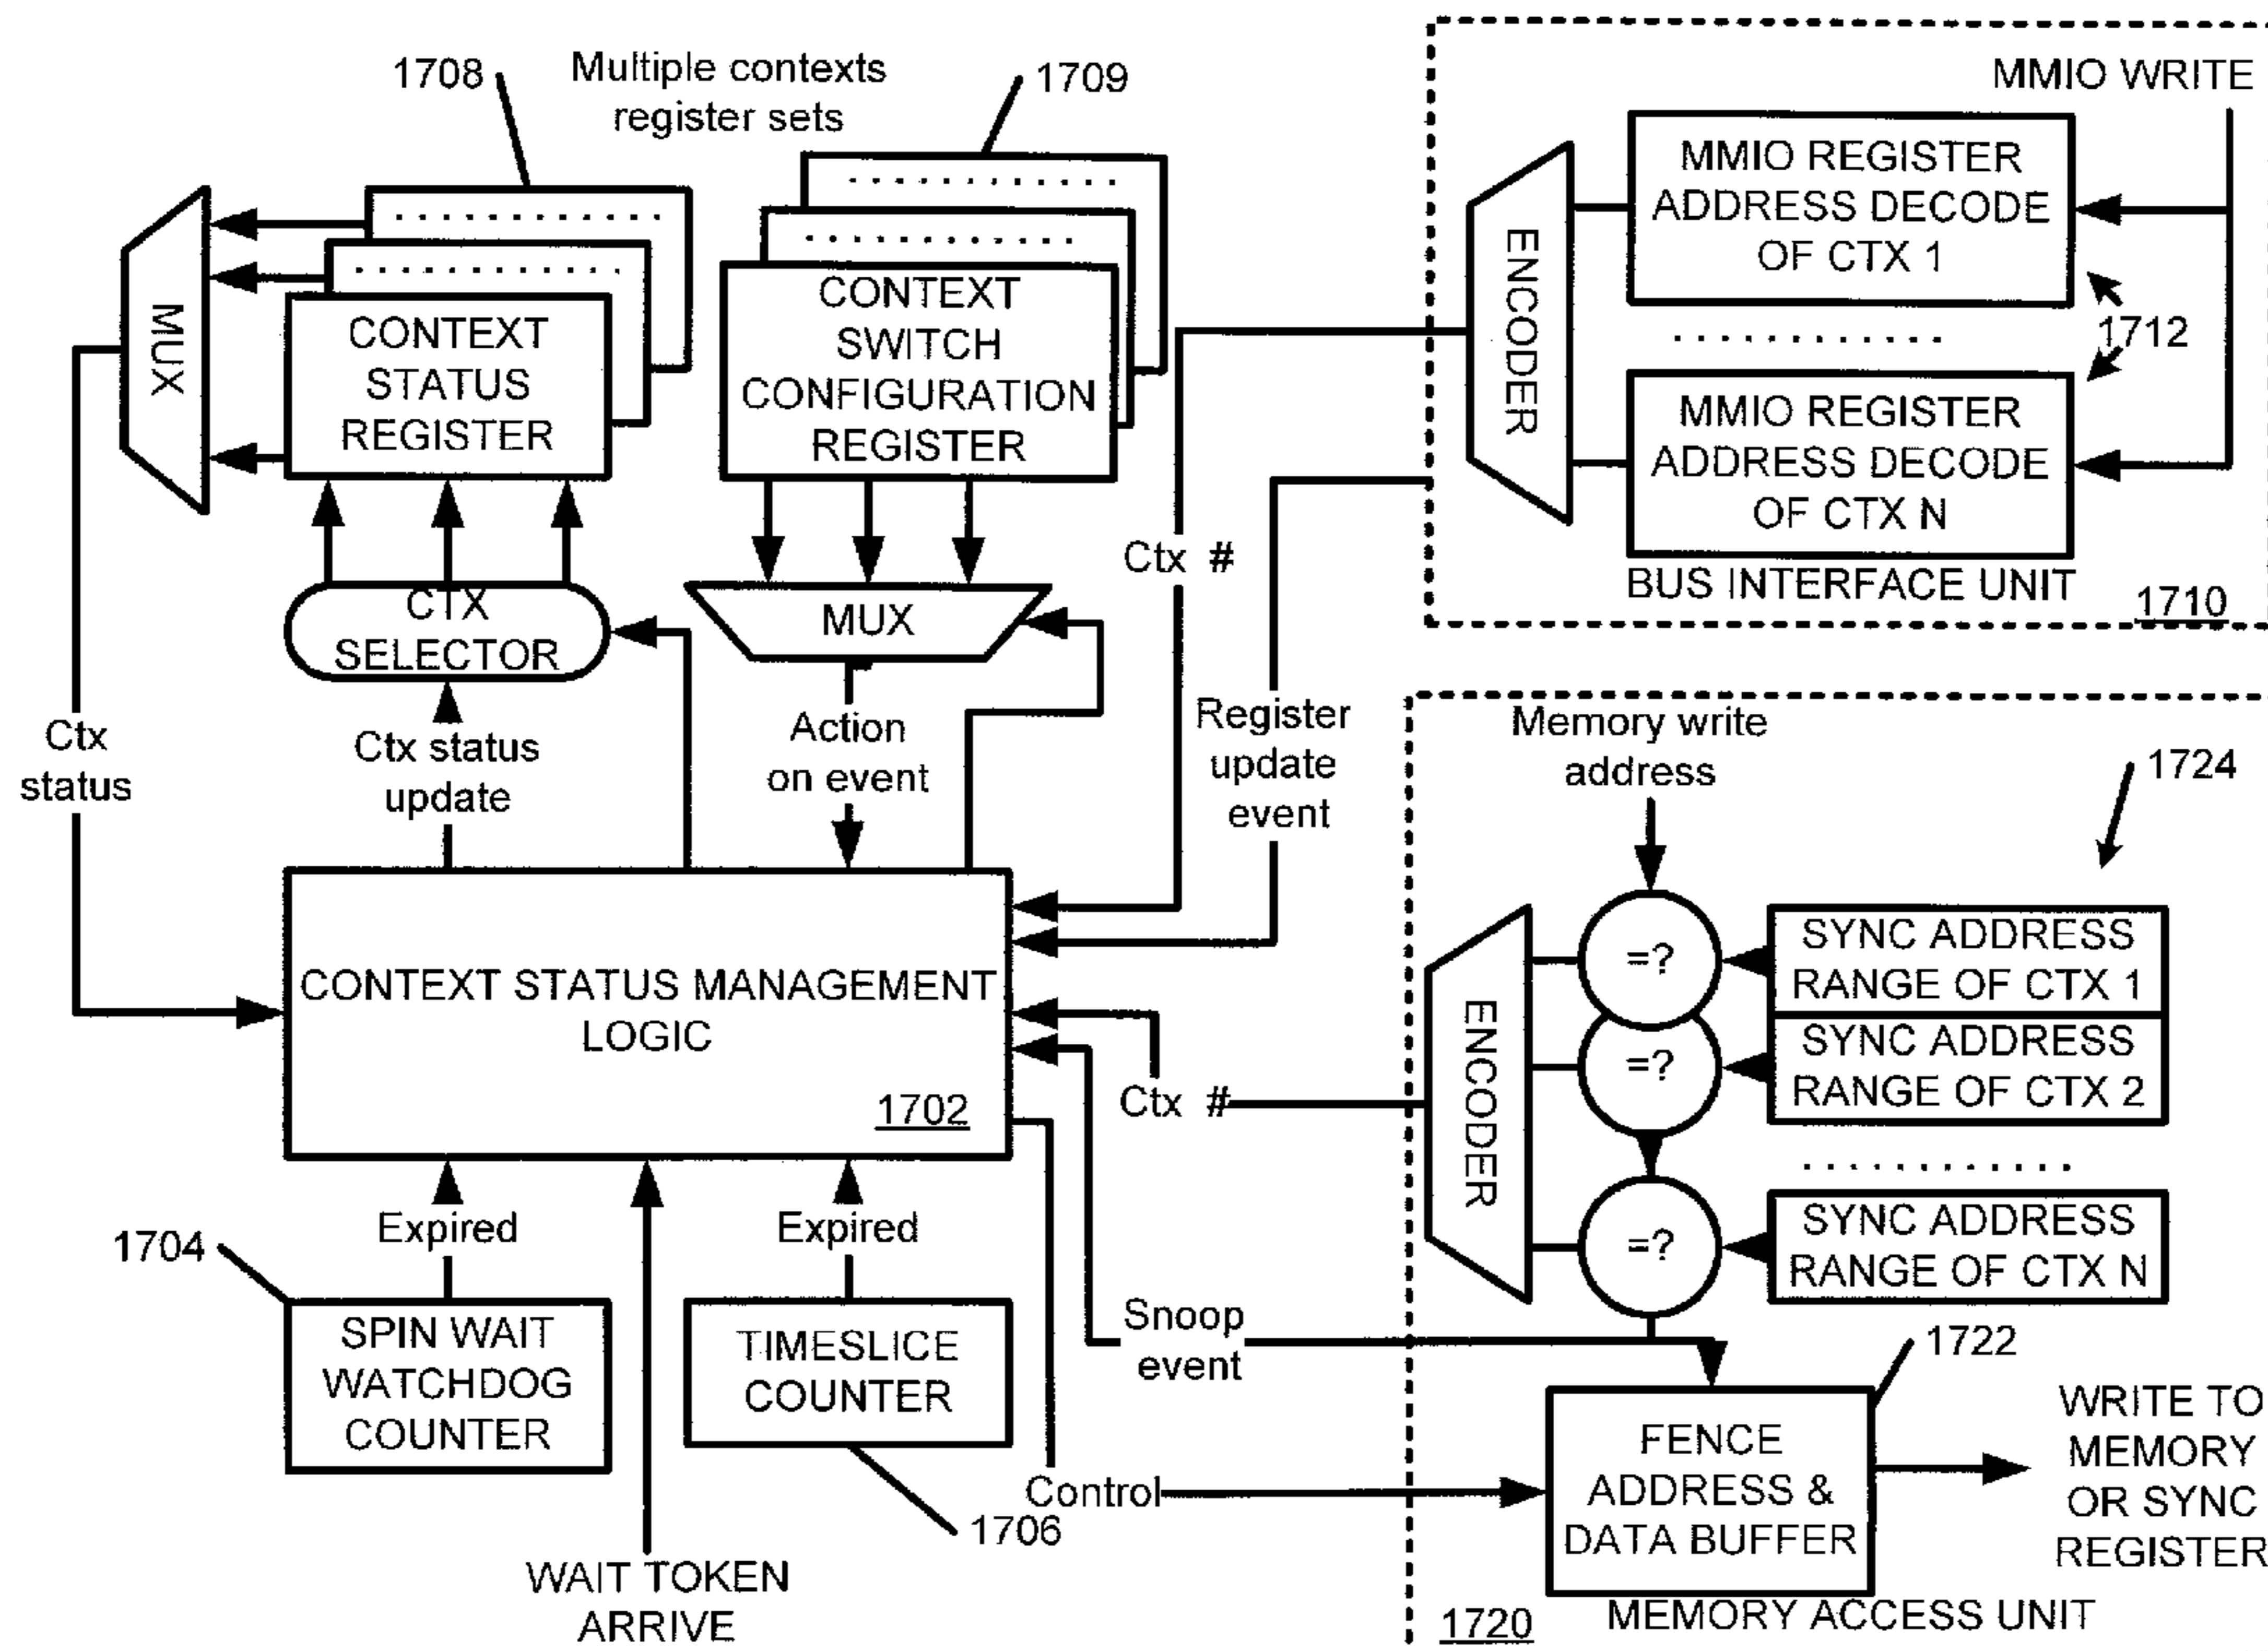 1708
Multiple contexts
register sets
1709
MMIO WRITE
MUX
CONTEXT
STATUS
REGISTER
CONTEXT
SWITCH
CONFIGURATION
REGISTER
ENCODER
MMIO REGISTER
ADDRESS DECODE
OF CTX 1
1712
MMIO REGISTER
ADDRESS DECODE
OF CTX N
BUS INTERFACE UNIT
1710
CTX
SELECTOR
MUX
Ctx #
Ctx
status
Ctx status
update
Action
on event
Register
update
event
Memory write
address
1724
CONTEXT STATUS MANAGEMENT
LOGIC
1702
Ctx #
ENCODER
=?
SYNC ADDRESS
RANGE OF CTX 1
=?
SYNC ADDRESS
RANGE OF CTX 2
=?
SYNC ADDRESS
RANGE OF CTX N
1704
Expired
Expired
SPIN WAIT
WATCHDOG
COUNTER
TIMESLICE
COUNTER
1706
Snoop
event
1722
Control
FENCE
ADDRESS &
DATA BUFFER
WRITE TO
MEMORY
OR SYNC
REGISTER
WAIT TOKEN
ARRIVE
1720
MEMORY ACCESS UNIT